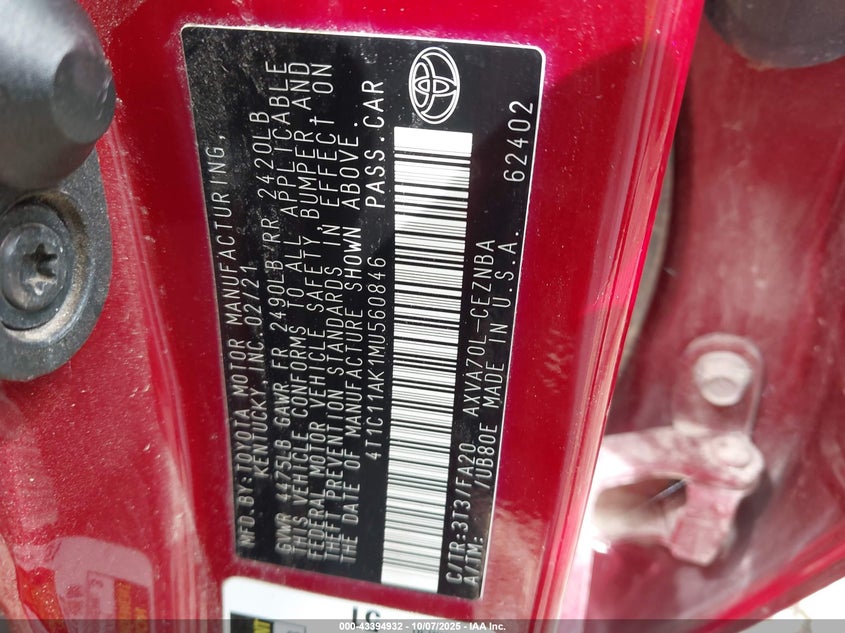 MFD.BY:TOYOTA MOTOR MANUFACTURING,
KENTUCKY,INC. 02/21
GVWR 4475LB GAWR FR 2490LB RR 2420LB
THIS VEHICLE CONFORMS TO ALL APPLICABLE
FEDERAL MOTOR VEHICLE SAFETY, BUMPER,AND
THEFT PREVENTION STANDARDS IN EFFECT ON
THE DATE OF MANUFACTURE SHOWN ABOVE.
4T1C11AK1MU560846 PASS.CAR
C/TR:3T3/FA20 AXVA70L-CEZNBA
A/TM: /UB80E MADE IN U.S.A. 62402
000-43394932 - 10/07/2025 - IAA Inc.